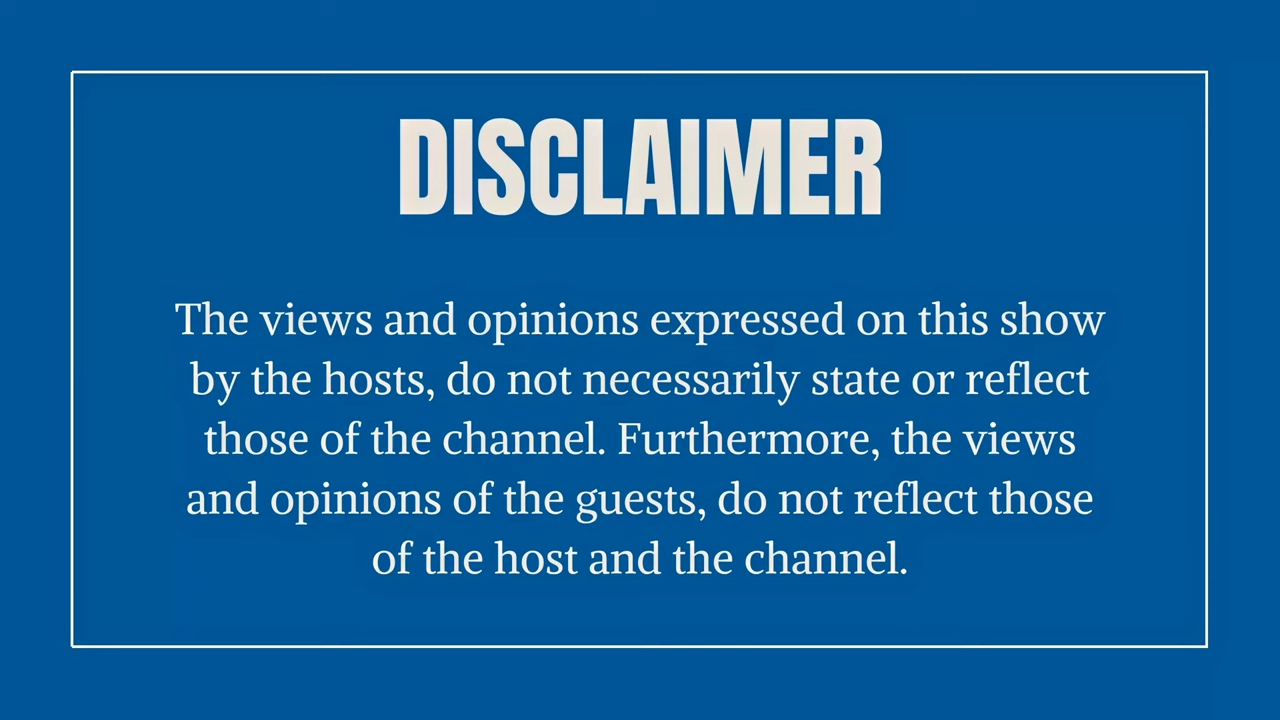 DISCLAIMER
The views and opinions expressed on this show
by the hosts, do not necessarily state or reflect
those of the channel. Furthermore, the views
and opinions of the guests, do not reflect those
of the host and the channel.